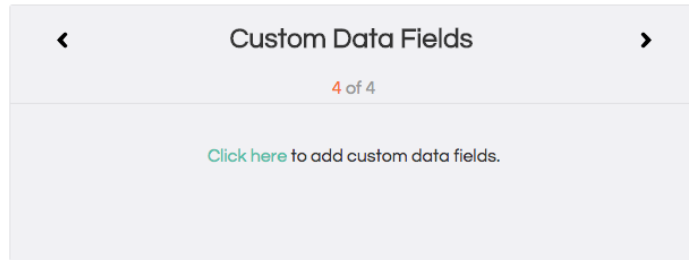 Custom Data Fields
4 of 4
Click here to add custom data fields.